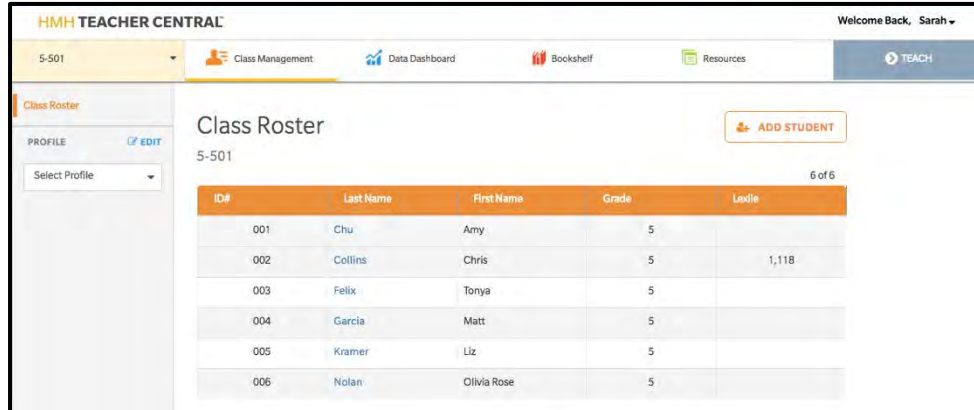 HMH TEACHER CENTRAL
Welcome Back, Sarah
5-501
Class Management
Data Dashboard
Bookshelf
Resources
TEACH
Class Roster
PROFILE EDIT
Select Profile
Class Roster
ADD STUDENT
5-501
6 of 6
ID# Last Name First Name Grade Lexile
001 Chu Amy 5
002 Collins Chris 5 1,118
003 Felix Tonya 5
004 Garcia Matt 5
005 Kramer Liz 5
006 Nolan Olivia Rose 5